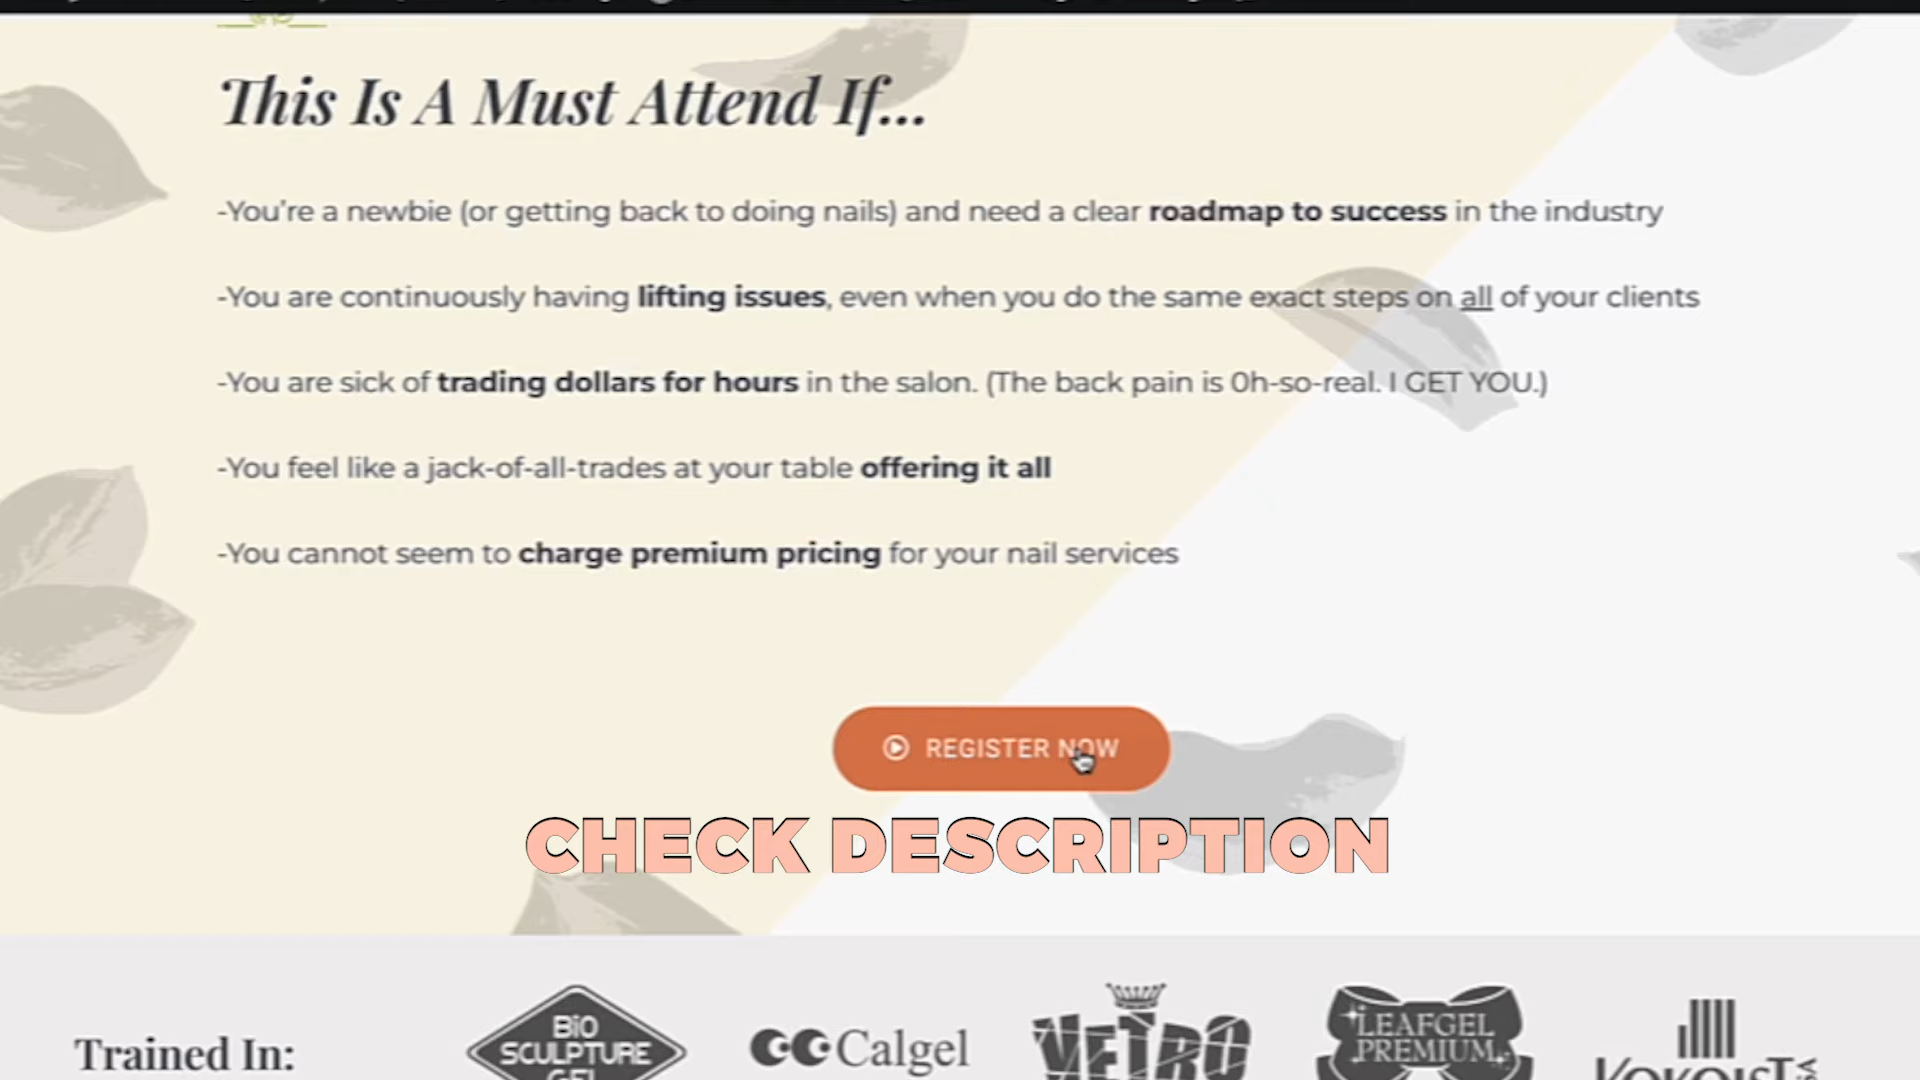 This Is A Must Attend If...
-You're a newbie (or getting back to doing nails) and need a clear roadmap to success in the industry
-You are continuously having lifting issues, even when you do the same exact steps on all of your clients
-You are sick of trading dollars for hours in the salon. (The back pain is Oh-so-real. I GET YOU.)
-You feel like a jack-of-all-trades at your table offering it all
-You cannot seem to charge premium pricing for your nail services
REGISTER NOW
CHECK DESCRIPTION
Trained In:
BIO
SCULPTURE
GEL
Calgel
VETRO
LEAFGEL
PREMIUM
KOKOIST